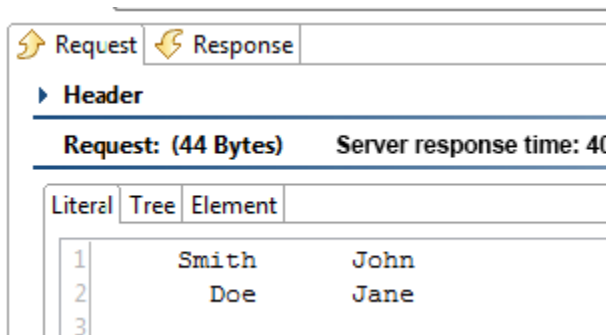 Request Response
Header
Request: (44 Bytes) Server response time: 40
Literal Tree Element
1 Smith John
2 Doe Jane
3